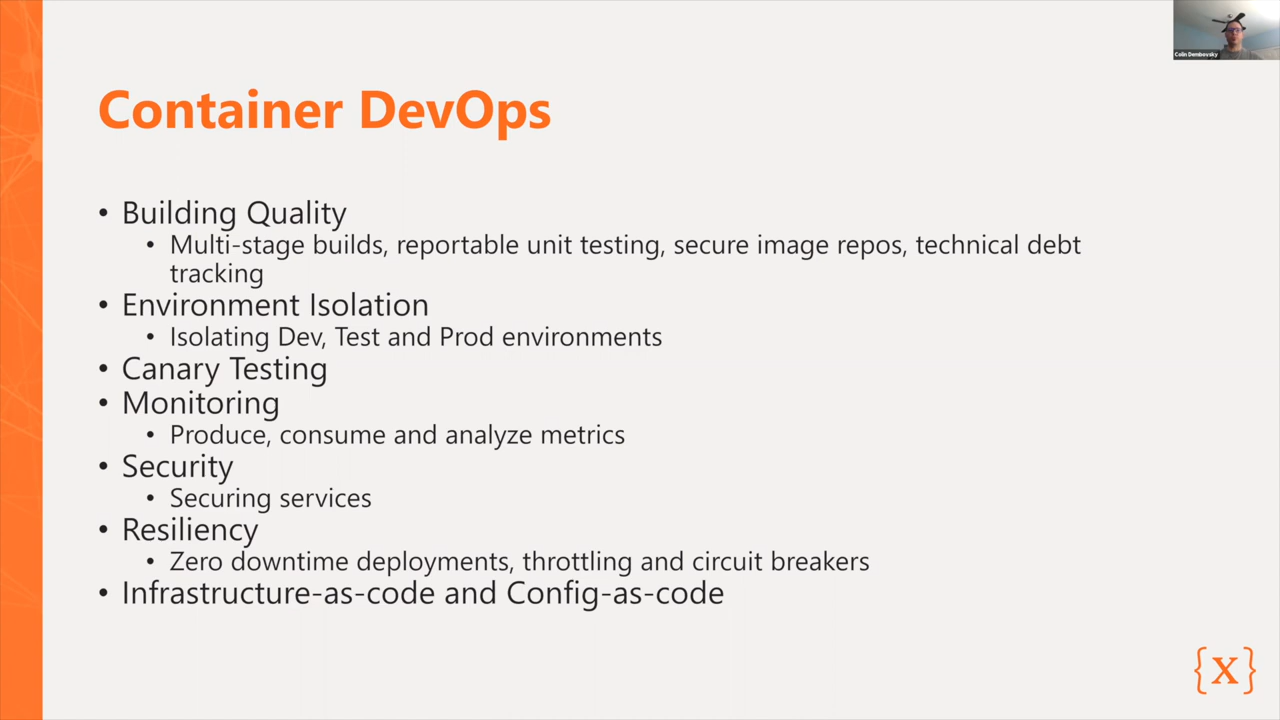 Colin Dembovsky
Container DevOps
• Building Quality
• Multi-stage builds, reportable unit testing, secure image repos, technical debt
tracking
• Environment Isolation
• Isolating Dev, Test and Prod environments
• Canary Testing
• Monitoring
• Produce, consume and analyze metrics
• Security
• Securing services
• Resiliency
• Zero downtime deployments, throttling and circuit breakers
• Infrastructure-as-code and Config-as-code
{x}